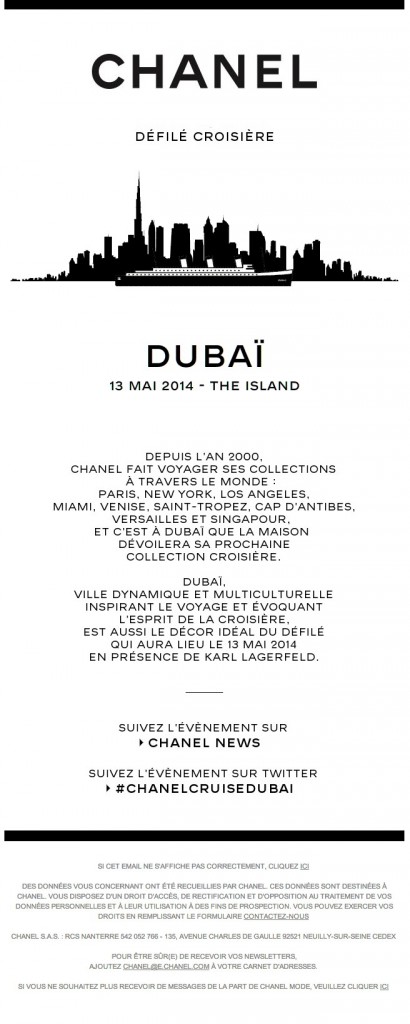 CHANEL
DÉFILÉ CROISIÈRE
DUBAÏ
13 MAI 2014 - THE ISLAND
DEPUIS L'AN 2000,
CHANEL FAIT VOYAGER SES COLLECTIONS
À TRAVERS LE MONDE :
PARIS, NEW YORK, LOS ANGELES,
MIAMI, VENISE, SAINT-TROPEZ, CAP D'ANTIBES,
VERSAILLES ET SINGAPOUR,
ET C'EST À DUBAÏ QUE LA MAISON
DÉVOILERA SA PROCHAINE
COLLECTION CROISIÈRE.
DUBAÏ,
VILLE DYNAMIQUE ET MULTICULTURELLE
INSPIRANT LE VOYAGE ET ÉVOQUANT
L'ESPRIT DE LA CROISIÈRE,
EST AUSSI LE DÉCOR IDÉAL DU DÉFILÉ
QUI AURA LIEU LE 13 MAI 2014
EN PRÉSENCE DE KARL LAGERFELD.
SUIVEZ L'ÉVÈNEMENT SUR
CHANEL NEWS
SUIVEZ L'ÉVÈNEMENT SUR TWITTER
#CHANELCRUISEDUBAI
SI CET EMAIL NE S'AFFICHE PAS CORRECTEMENT, CLIQUEZ ICI
DES DONNÉES VOUS CONCERNANT ONT ÉTÉ RECUEILLIES PAR CHANEL. CES DONNÉES SONT DESTINÉES À
CHANEL. VOUS DISPOSEZ D'UN DROIT D'ACCÈS, DE RECTIFICATION ET D'OPPOSITION AU TRAITEMENT DE VOS
DONNÉES PERSONNELLES ET À LEUR UTILISATION À DES FINS DE PROSPECTION. VOUS POUVEZ EXERCER VOS
DROITS EN REMPLISSANT LE FORMULAIRE CONTACTEZ-NOUS
CHANEL S.A.S. : RCS NANTERRE 542 052 766 - 135, AVENUE CHARLES DE GAULLE 92521 NEUILLY-SUR-SEINE CEDEX
POUR ÊTRE SÛR(E) DE RECEVOIR VOS NEWSLETTERS,
AJOUTEZ CHANEL@E.CHANEL.COM À VOTRE CARNET D'ADRESSES.
SI VOUS NE SOUHAITEZ PLUS RECEVOIR DE MESSAGES DE LA PART DE CHANEL MODE, VEUILLEZ CLIQUER ICI